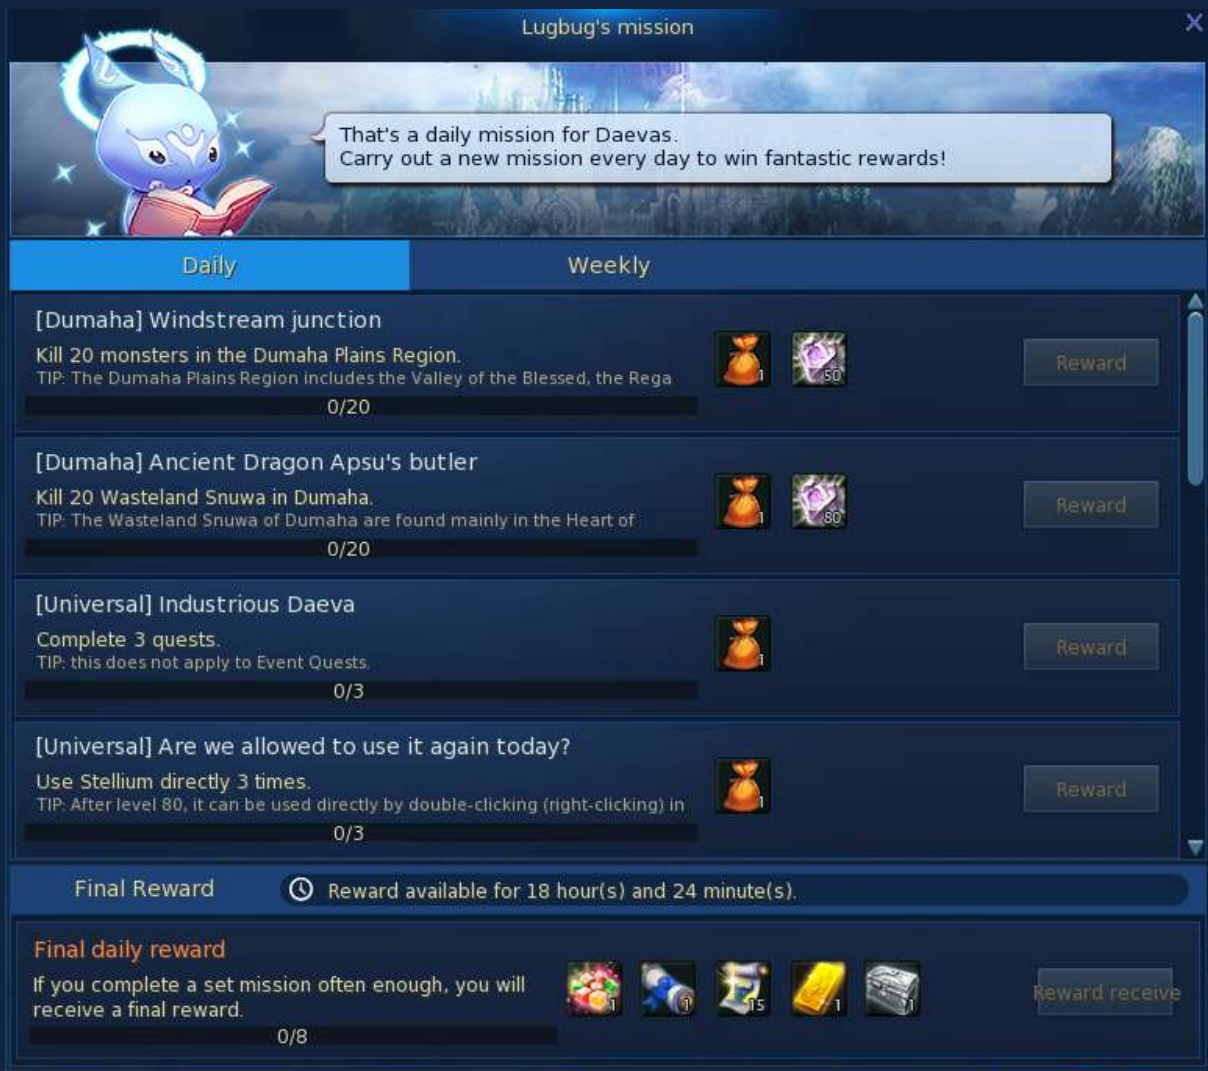 Lugbug's mission
That's a daily mission for Daevas.
Carry out a new mission every day to win fantastic rewards!
Daily
Weekly
[Dumaha] Windstream junction
Kill 20 monsters in the Dumaha Plains Region.
TIP: The Dumaha Plains Region includes the Valley of the Blessed, the Rega
0/20
1
50
Reward
[Dumaha] Ancient Dragon Apsu's butler
Kill 20 Wasteland Snuwa in Dumaha.
TIP: The Wasteland Snuwa of Dumaha are found mainly in the Heart of
0/20
1
80
Reward
[Universal] Industrious Daeva
Complete 3 quests.
TIP: this does not apply to Event Quests.
0/3
1
Reward
[Universal] Are we allowed to use it again today?
Use Stellium directly 3 times.
TIP: After level 80, it can be used directly by double-clicking (right-clicking) in
0/3
1
Reward
Final Reward
Reward available for 18 hour(s) and 24 minute(s).
Final daily reward
If you complete a set mission often enough, you will
receive a final reward.
0/8
1
1
15
1
1
Reward receive